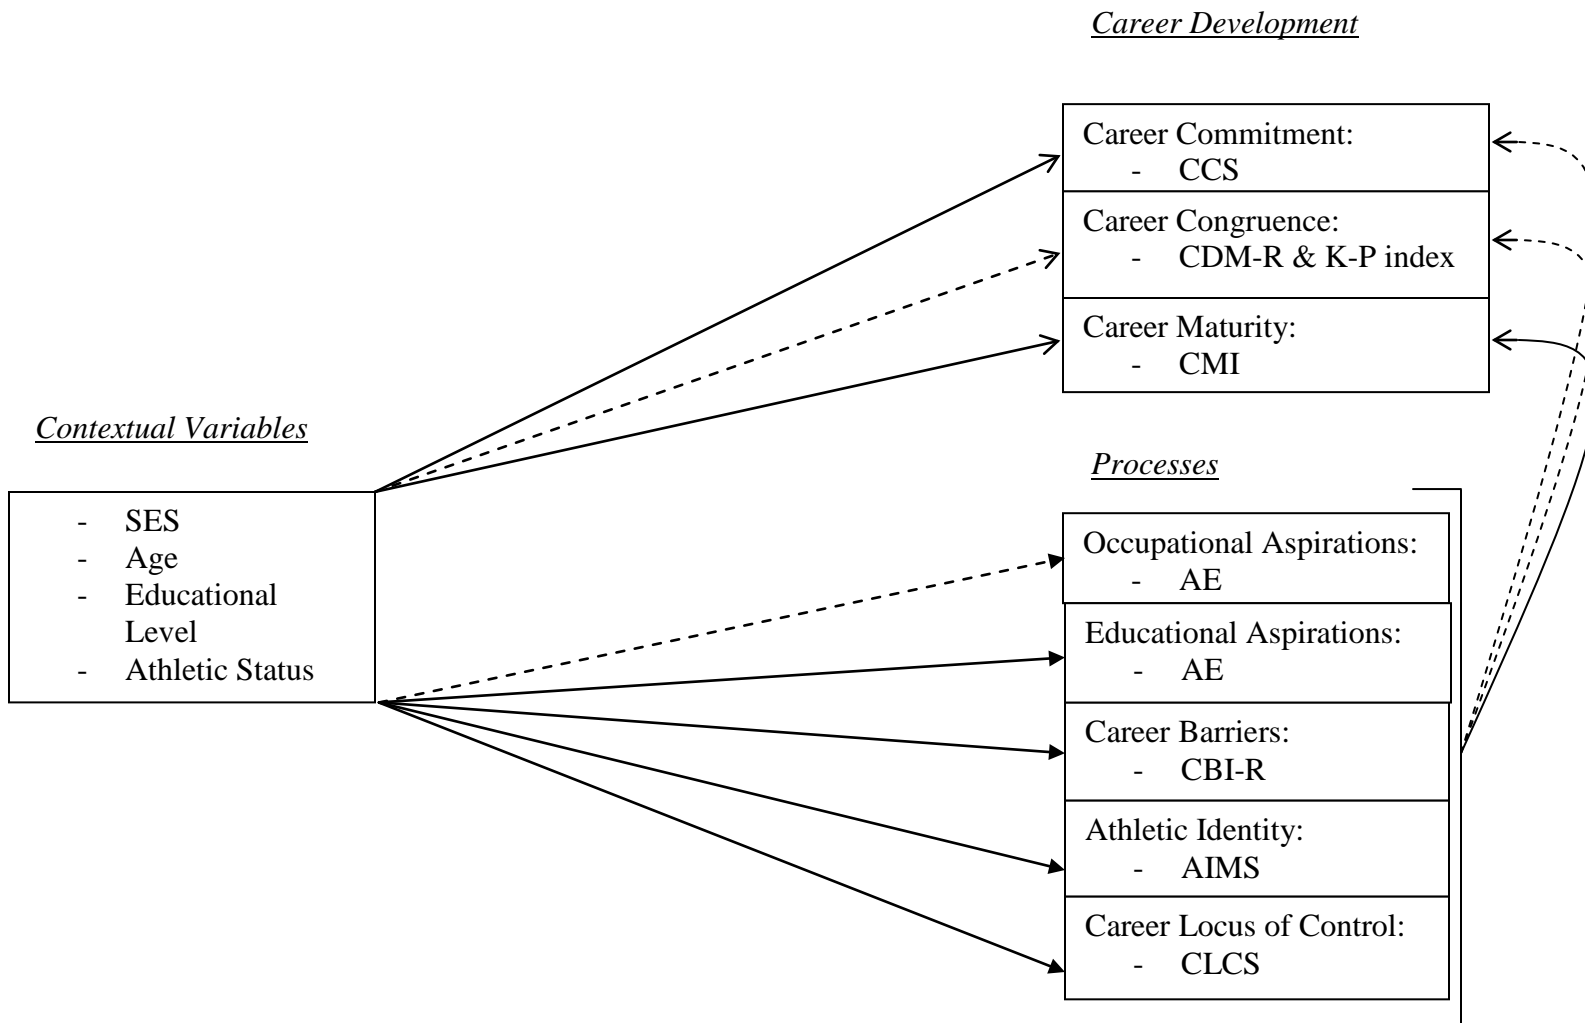 Career Development
Career Commitment:
- CCS
Career Congruence:
- CDM-R & K-P index
Career Maturity:
- CMI
Contextual Variables
- SES
- Age
- Educational
Level
- Athletic Status
Processes
Occupational Aspirations:
- AE
Educational Aspirations:
- AE
Career Barriers:
- CBI-R
Athletic Identity:
- AIMS
Career Locus of Control:
- CLCS